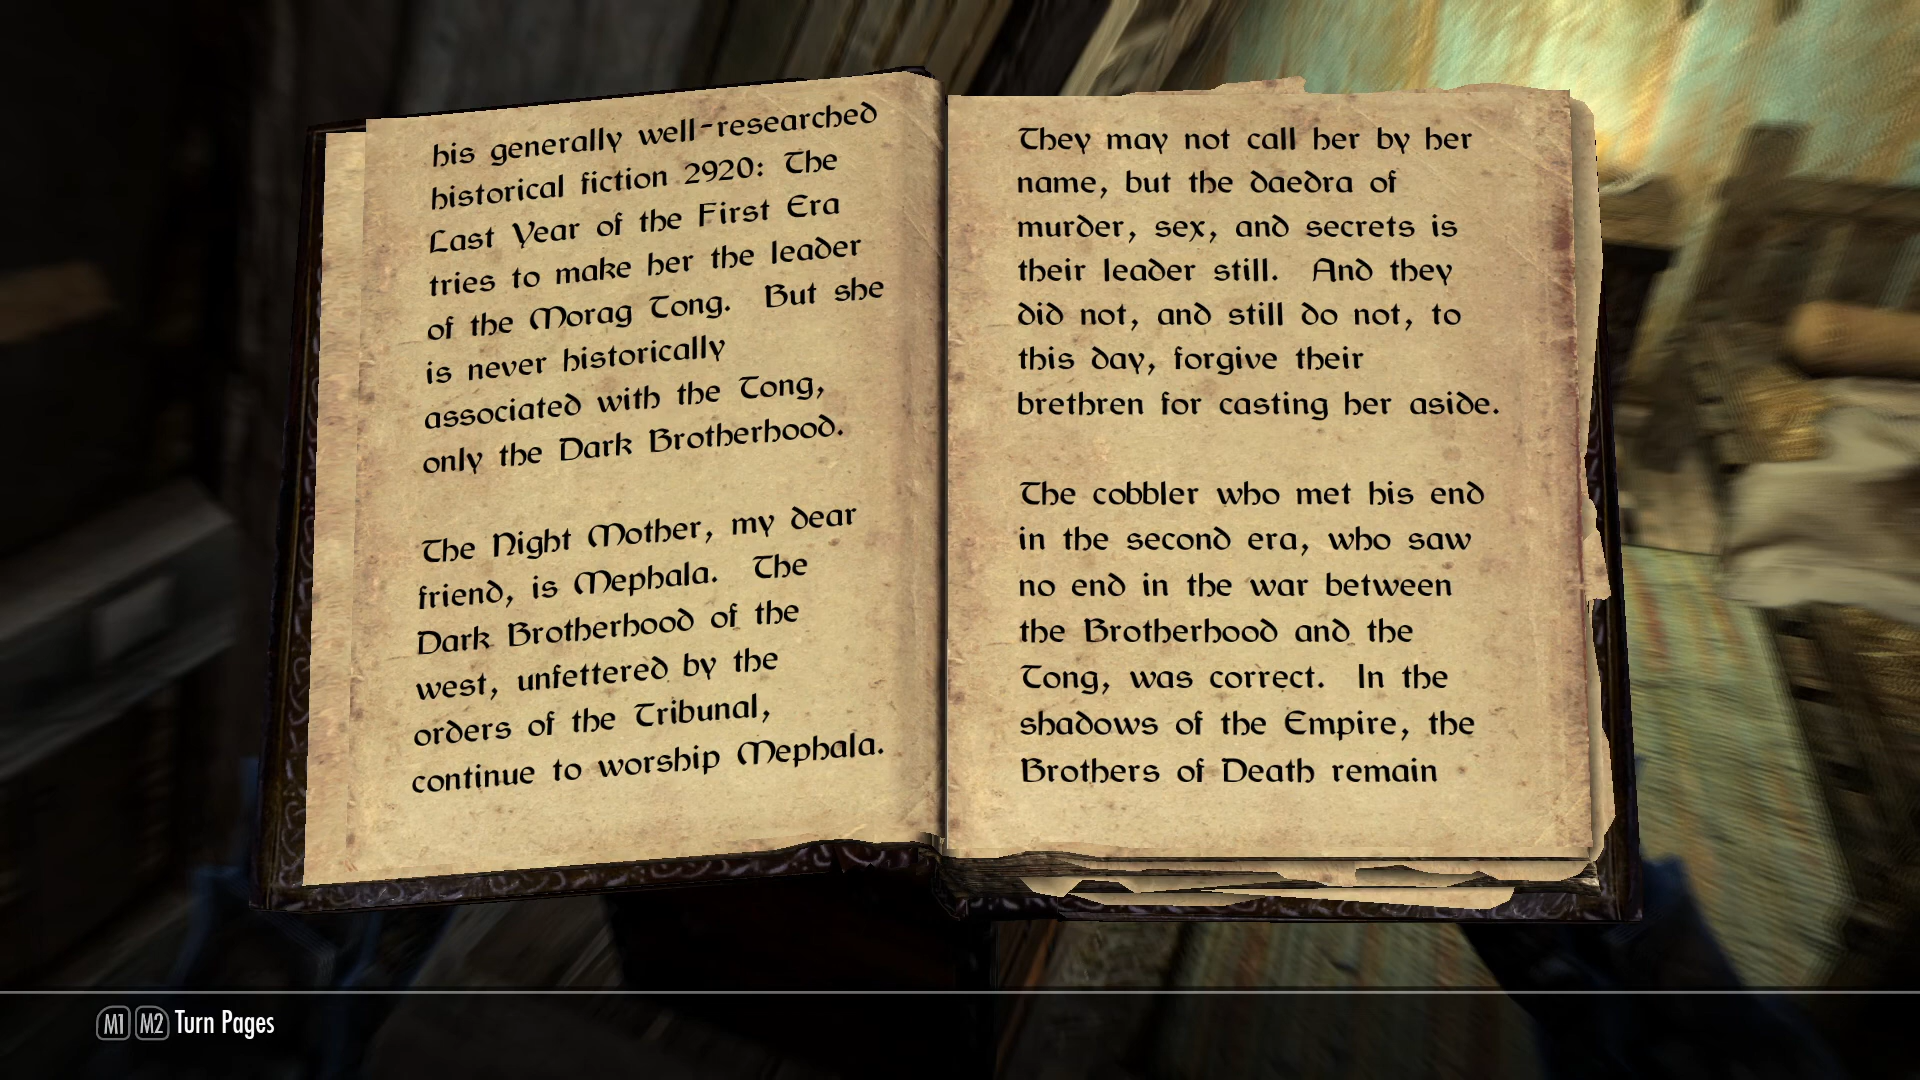 his generally well-researched
historical fiction 2920: The
Last Year of the First Era
tries to make her the leader
of the Morag Tong.  But she
is never historically
associated with the Tong,
only the Dark Brotherhood.
The Night Mother, my dear
friend, is Mephala.  The
Dark Brotherhood of the
west, unfettered by the
orders of the Tribunal,
continue to worship Mephala.
They may not call her by her
name, but the daedra of
murder, sex, and secrets is
their leader still.  And they
did not, and still do not, to
this day, forgive their
brethren for casting her aside.
The cobbler who met his end
in the second era, who saw
no end in the war between
the Brotherhood and the
Tong, was correct.  In the
shadows of the Empire, the
Brothers of Death remain
M1 M2 Turn Pages